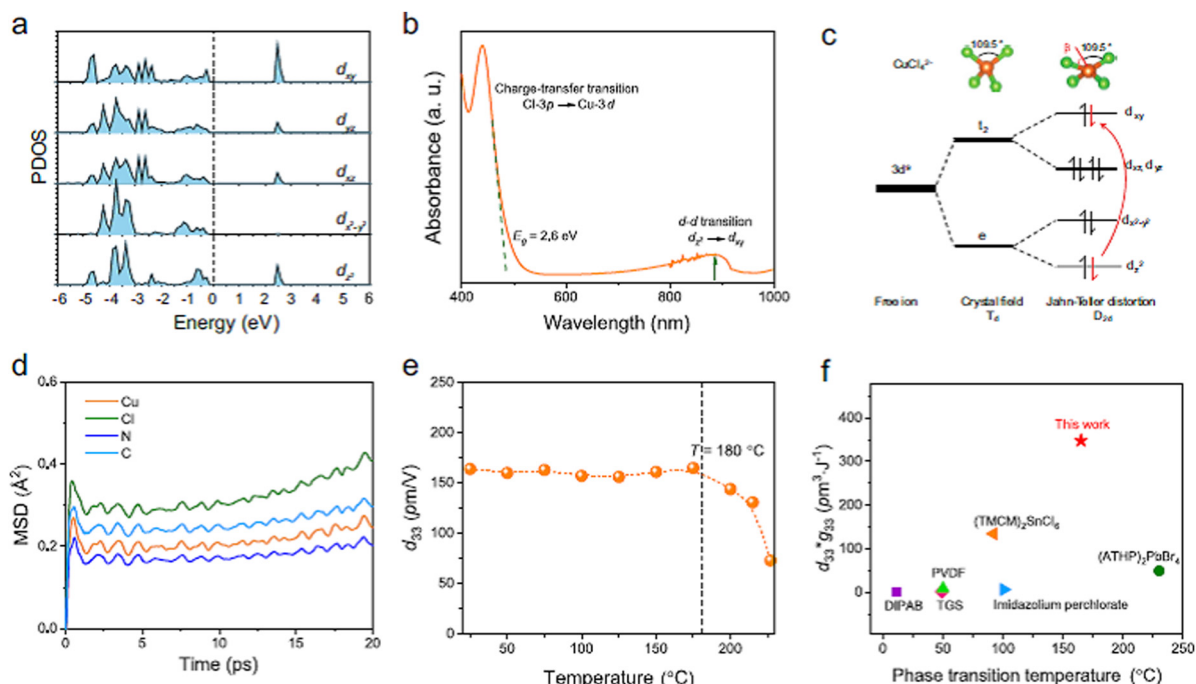 a
PDOS
d_xy
d_yz
d_xz
d_x²-y²
d_z²
-6 -5 -4 -3 -2 -1 0 1 2 3 4 5 6
Energy (eV)
b
Absorbance (a. u.)
Charge-transfer transition
Cl-3p → Cu-3d
E_g = 2,6 eV
d-d transition
d_z² → d_xy
400 600 800 1000
Wavelength (nm)
c
CuCl₄²⁻
109.5 °
β
109.5 °
3d⁹
t₂
e
d_xy
d_xz, d_yz
d_x²-y²
d_z²
Free ion
Crystal field
T_d
Jahn-Teller distortion
D_2d
d
MSD (Å²)
0.6
0.4
0.2
0.0
Cu
Cl
N
C
0 5 10 15 20
Time (ps)
e
d₃₃ (pm/V)
250
200
150
100
50
0
T = 180 °C
50 100 150 200
Temperature (°C)
f
d₃₃*g₃₃ (pm³·J⁻¹)
400
350
300
250
200
150
100
50
0
This work
(TMCM)₂SnCl₆
(ATHP)₂PbBr₄
PVDF
DIPAB
TGS
Imidazolium perchlorate
0 50 100 150 200 250
Phase transition temperature (°C)